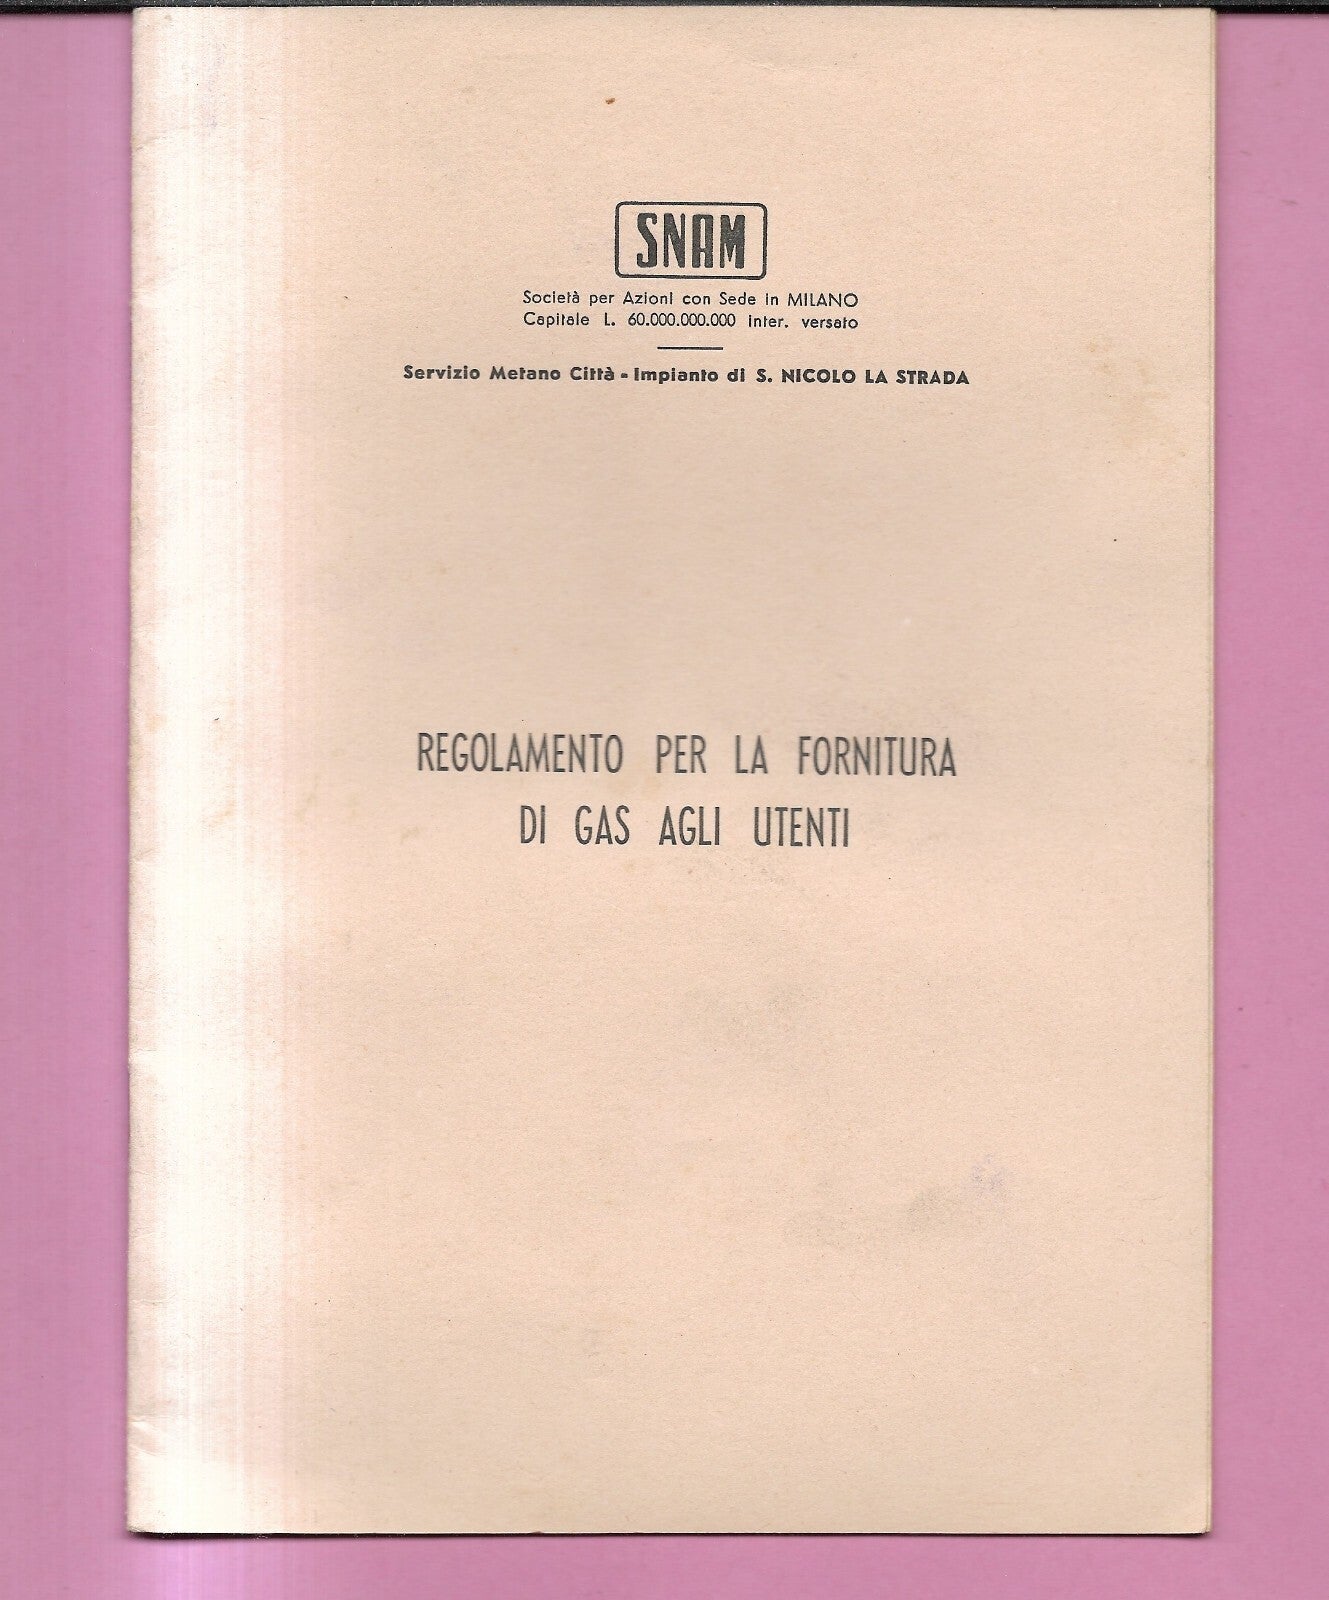 SNAM
Società per Azioni con Sede in MILANO
Capitale L. 60.000.000.000 inter. versato
Servizio Metano Città - Impianto di S. NICOLO LA STRADA
REGOLAMENTO PER LA FORNITURA
DI GAS AGLI UTENTI